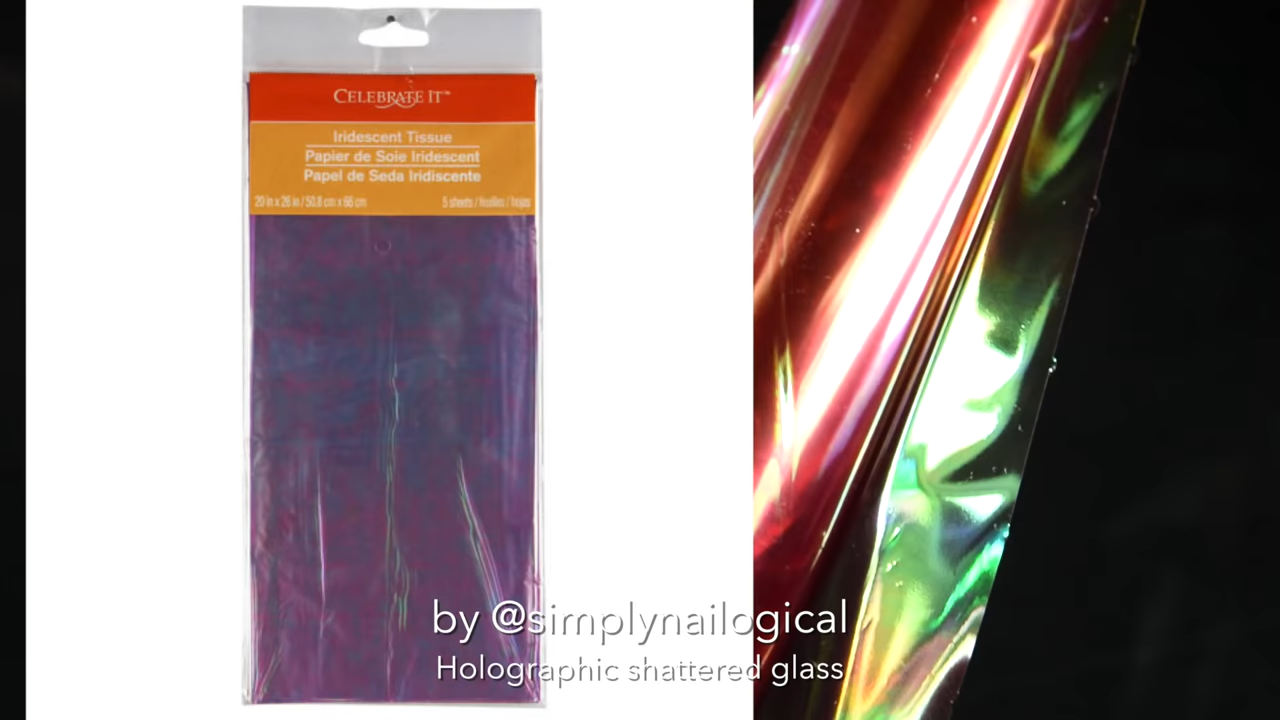 CELEBRATE IT™
Iridescent Tissue
Papier de Soie Iridescent
Papel de Seda Iridiscente
20 in x 26 in / 50.8 cm x 66 cm 5 sheets / feuilles / hojas
by @simplynailogical
Holographic shattered glass